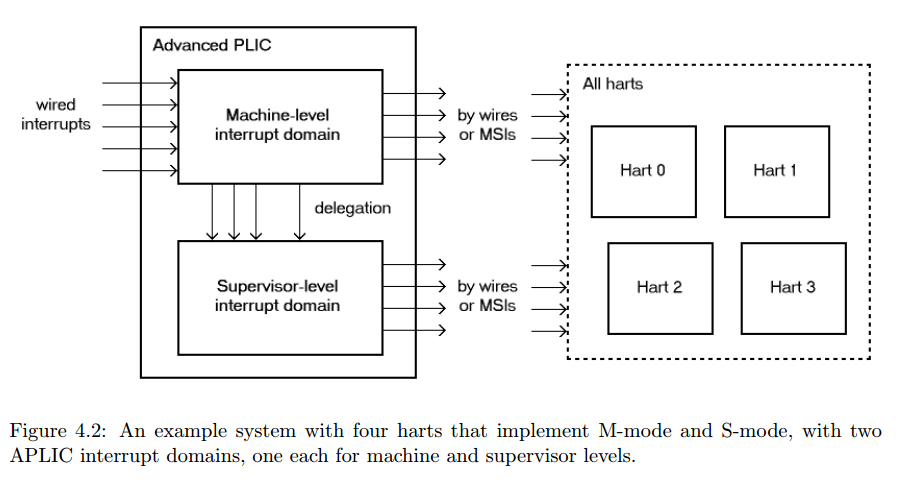 Advanced PLIC
wired
interrupts
Machine-level
interrupt domain
by wires
or MSIs
All harts
Hart 0
Hart 1
delegation
Supervisor-level
interrupt domain
by wires
or MSIs
Hart 2
Hart 3
Figure 4.2: An example system with four harts that implement M-mode and S-mode, with two
APLIC interrupt domains, one each for machine and supervisor levels.